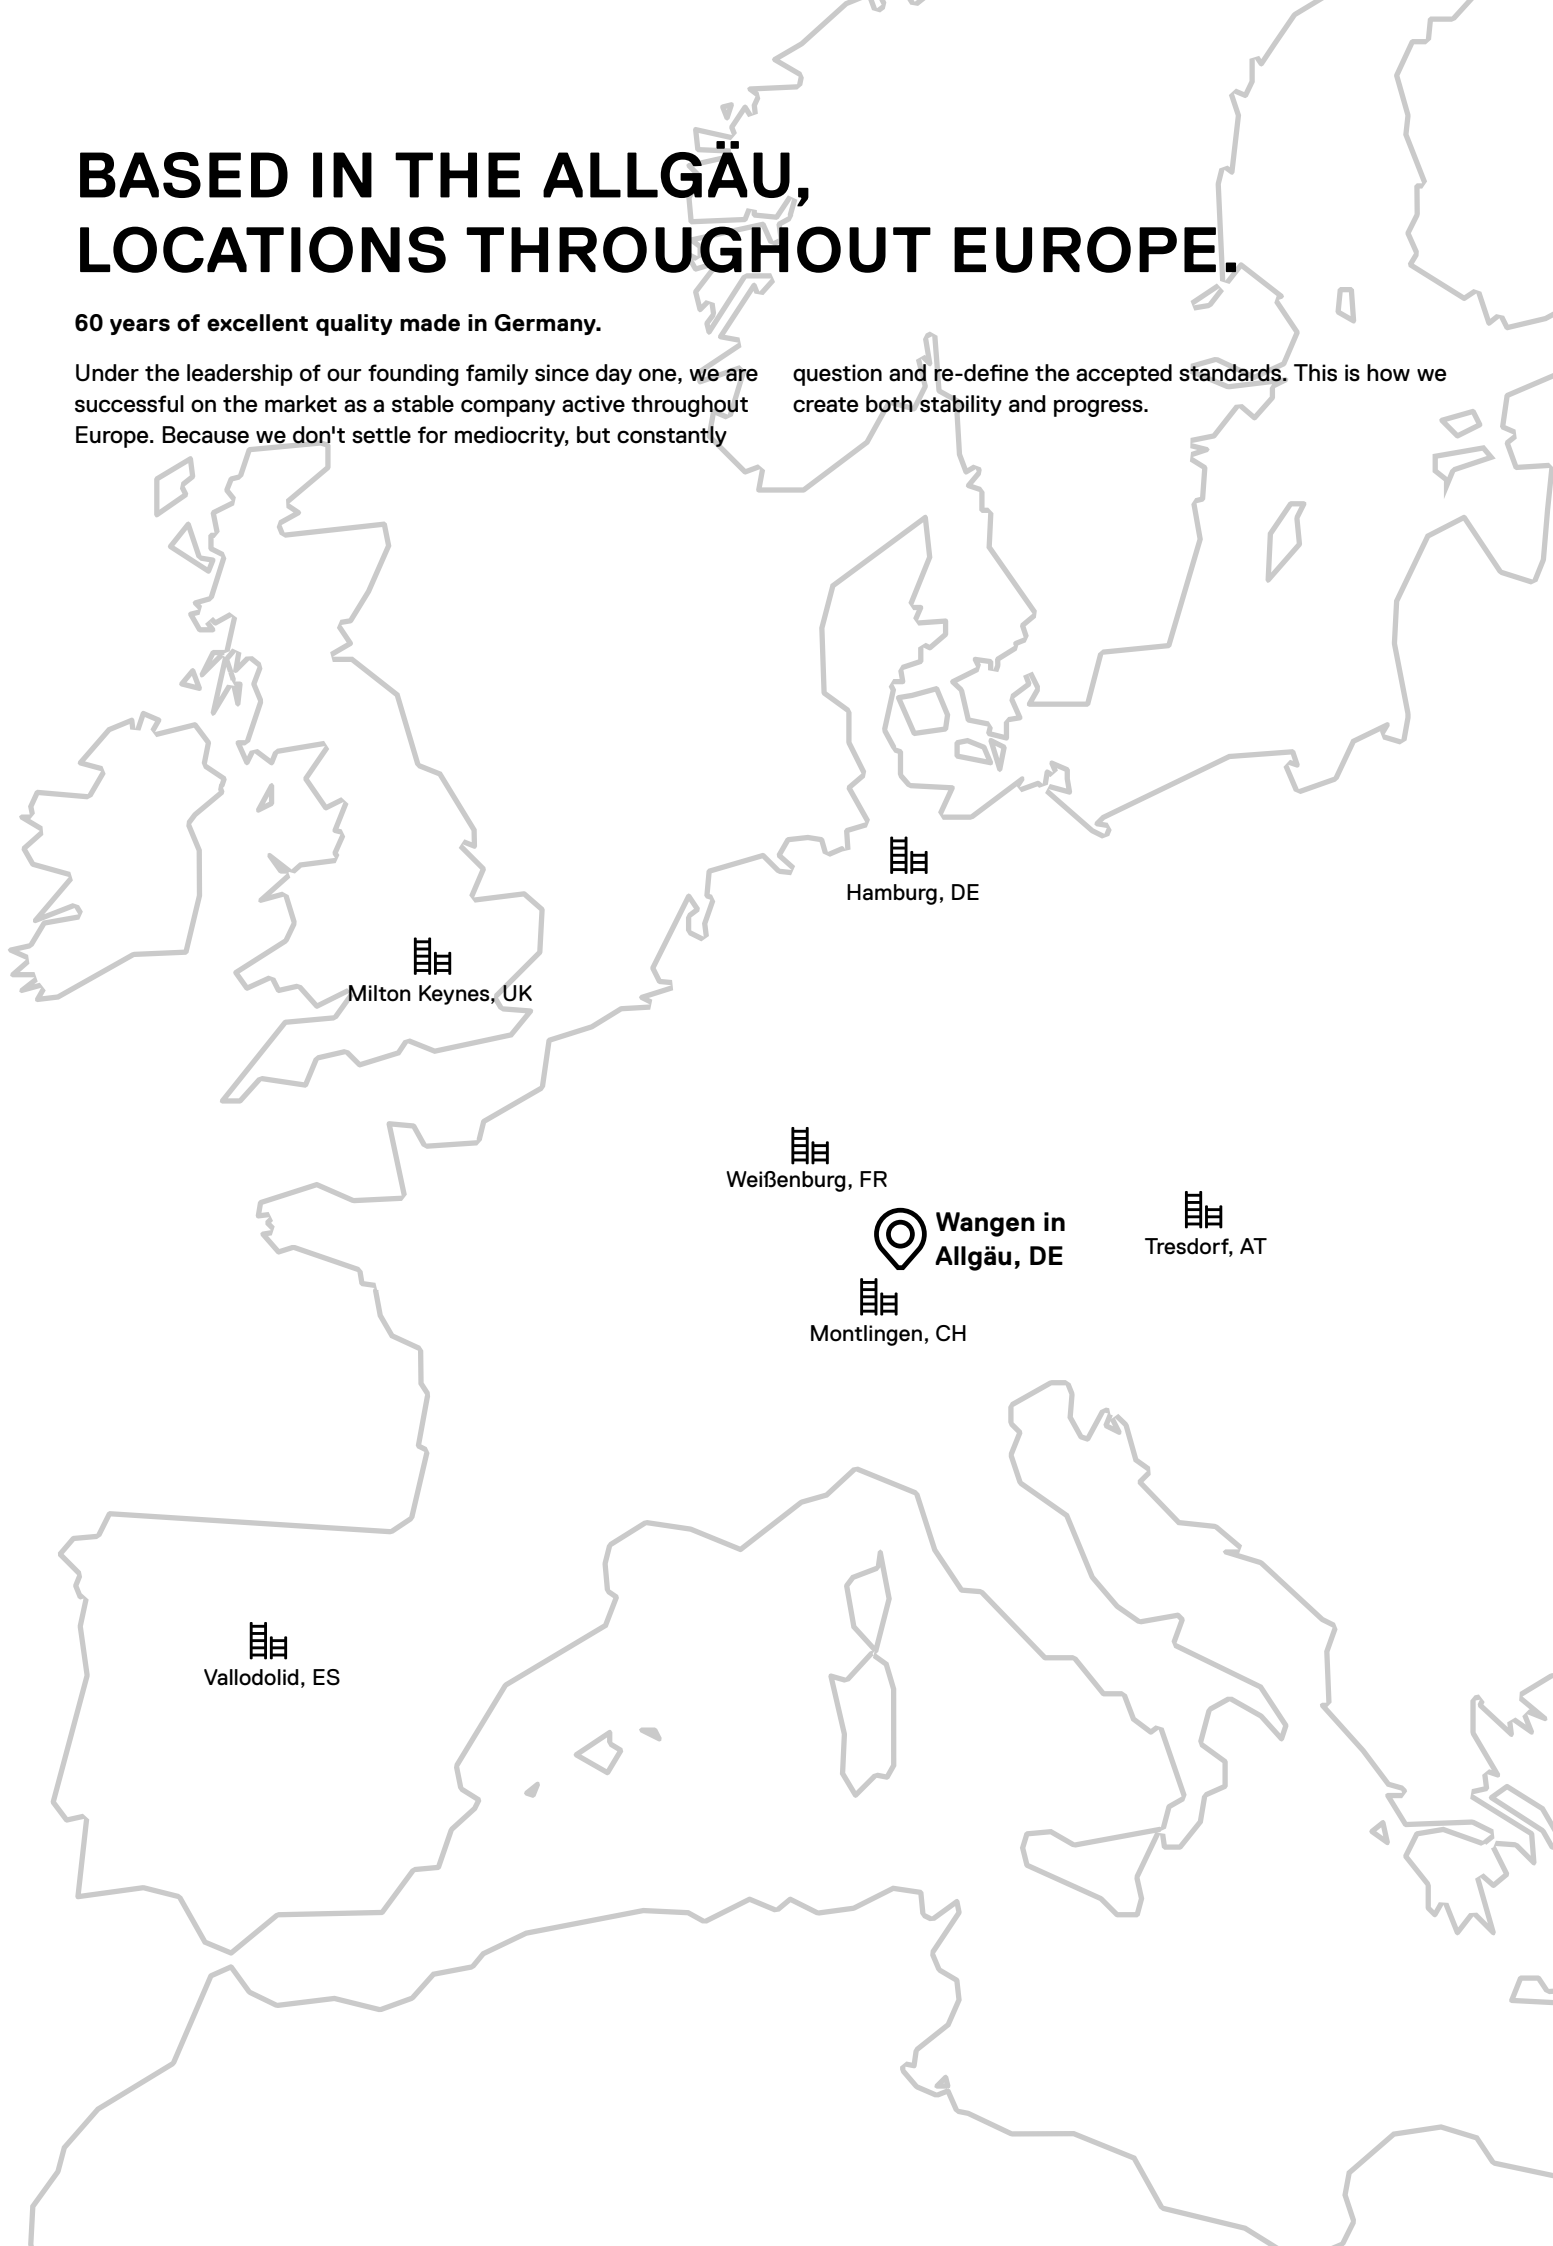 BASED IN THE ALLGÄU,
LOCATIONS THROUGHOUT EUROPE.
60 years of excellent quality made in Germany.
Under the leadership of our founding family since day one, we are
successful on the market as a stable company active throughout
Europe. Because we don't settle for mediocrity, but constantly
question and re-define the accepted standards. This is how we
create both stability and progress.
Hamburg, DE
Milton Keynes, UK
Weißenburg, FR
Wangen in
Allgäu, DE
Tresdorf, AT
Montlingen, CH
Vallodolid, ES